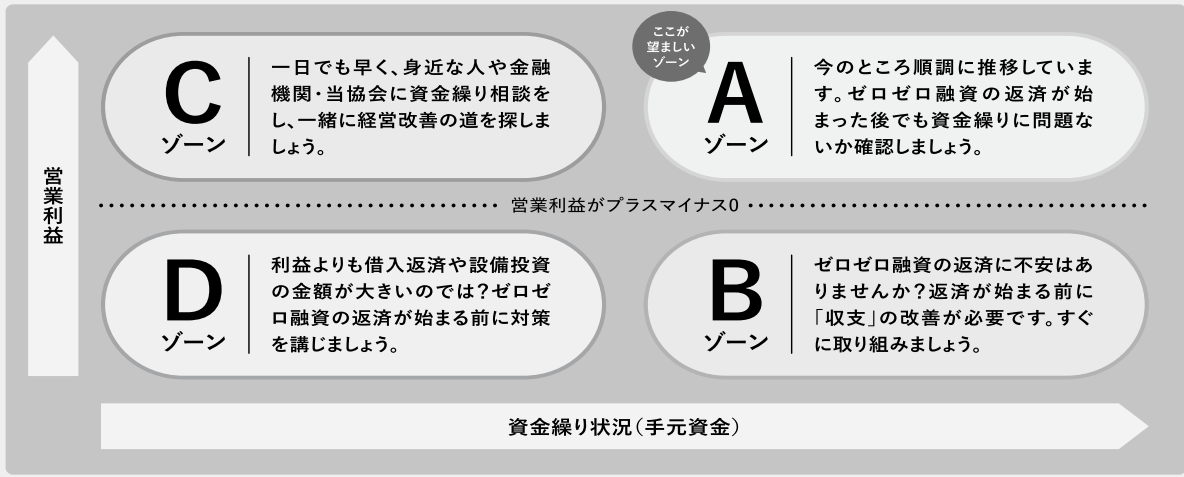 営業利益
C
ゾーン
一日でも早く、身近な人や金融
機関・当協会に資金繰り相談を
し、一緒に経営改善の道を探しま
しょう。
ここが
望ましい
ゾーン
A
ゾーン
今のところ順調に推移していま
す。ゼロゼロ融資の返済が始
まった後でも資金繰りに問題な
いか確認しましょう。
営業利益がプラスマイナス0
D
ゾーン
利益よりも借入返済や設備投資
の金額が大きいのでは?ゼロゼ
ロ融資の返済が始まる前に対策
を講じましょう。
B
ゾーン
ゼロゼロ融資の返済に不安はあ
りませんか?返済が始まる前に
「収支」の改善が必要です。すぐ
に取り組みましょう。
資金繰り状況(手元資金)